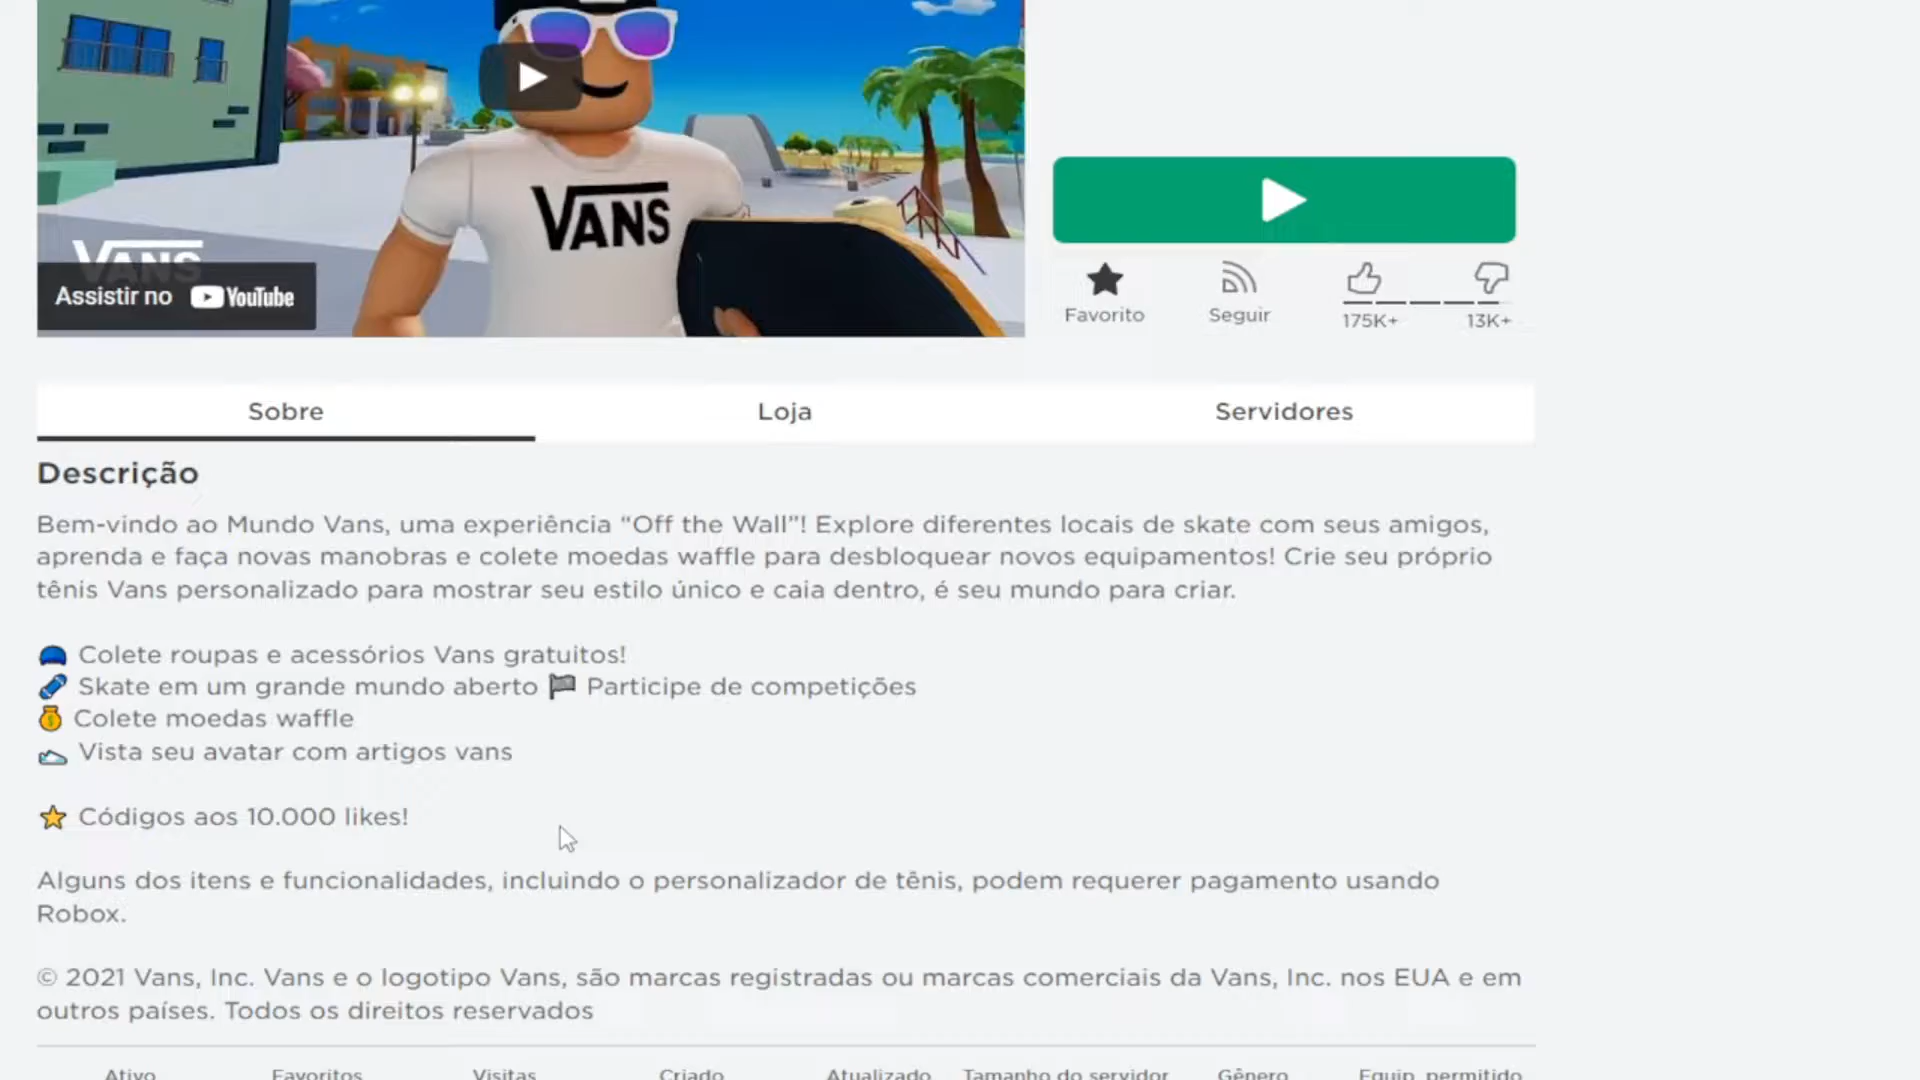 VANS
VANS
Assistir no YouTube
Favorito
Seguir
175K+
13K+
Sobre
Loja
Servidores
Descrição
Bem-vindo ao Mundo Vans, uma experiência “Off the Wall”! Explore diferentes locais de skate com seus amigos,
aprenda e faça novas manobras e colete moedas waffle para desbloquear novos equipamentos! Crie seu próprio
tênis Vans personalizado para mostrar seu estilo único e caia dentro, é seu mundo para criar.
Colete roupas e acessórios Vans gratuitos!
Skate em um grande mundo aberto Participe de competições
Colete moedas waffle
Vista seu avatar com artigos vans
Códigos aos 10.000 likes!
Alguns dos itens e funcionalidades, incluindo o personalizador de tênis, podem requerer pagamento usando
Robox.
© 2021 Vans, Inc. Vans e o logotipo Vans, são marcas registradas ou marcas comerciais da Vans, Inc. nos EUA e em
outros países. Todos os direitos reservados
Ativo Favoritos Visitas Criado Atualizado Tamanho do servidor Gênero Equip. permitido